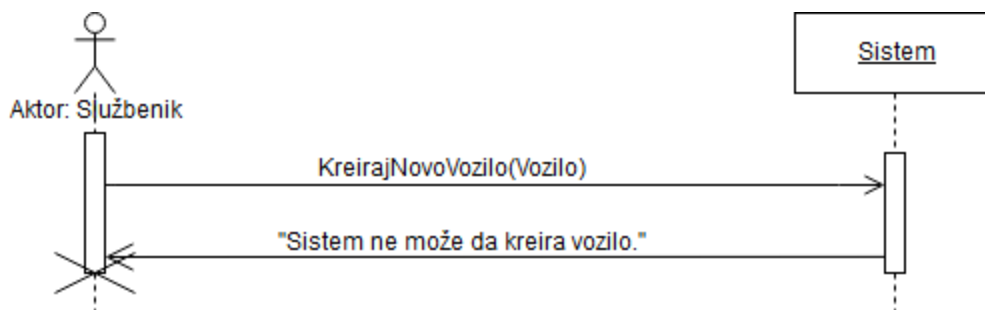 Sistem
Aktor: Službenik
KreirajNovoVozilo(Vozilo)
"Sistem ne može da kreira vozilo."